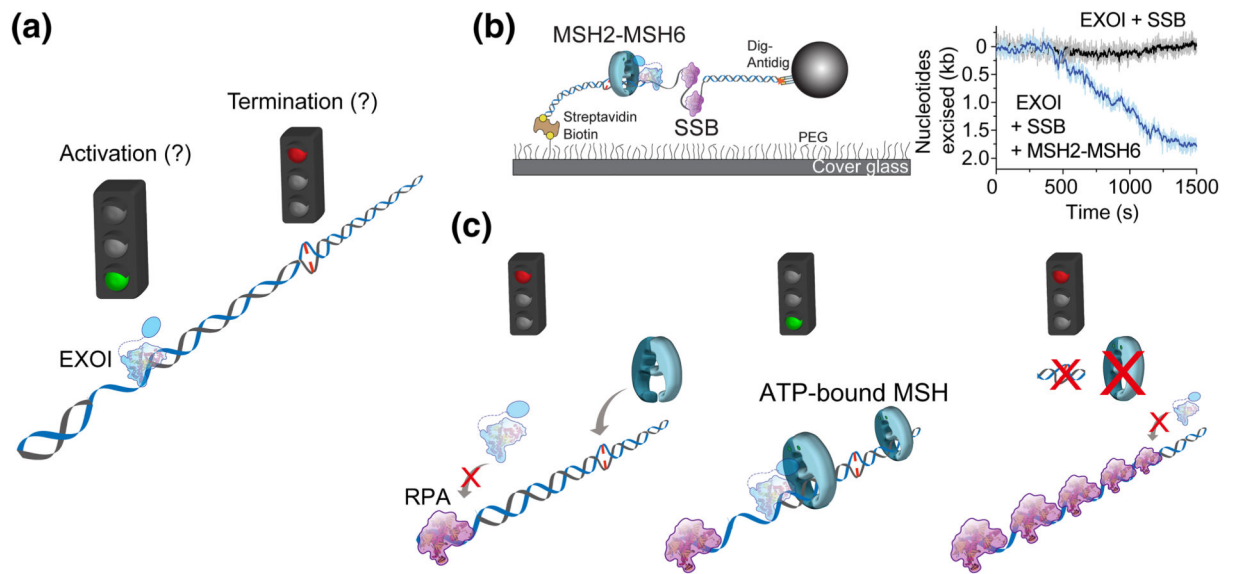 (a)
Termination (?)
Activation (?)
EXOI
(b)
MSH2-MSH6
Dig-
Antidig
Streptavidin
Biotin
SSB
PEG
Cover glass
EXOI + SSB
EXOI
+ SSB
+ MSH2-MSH6
Nucleotides
excised (kb)
0
0.5
1.0
1.5
2.0
0 500 1000 1500
Time (s)
(c)
RPA
ATP-bound MSH